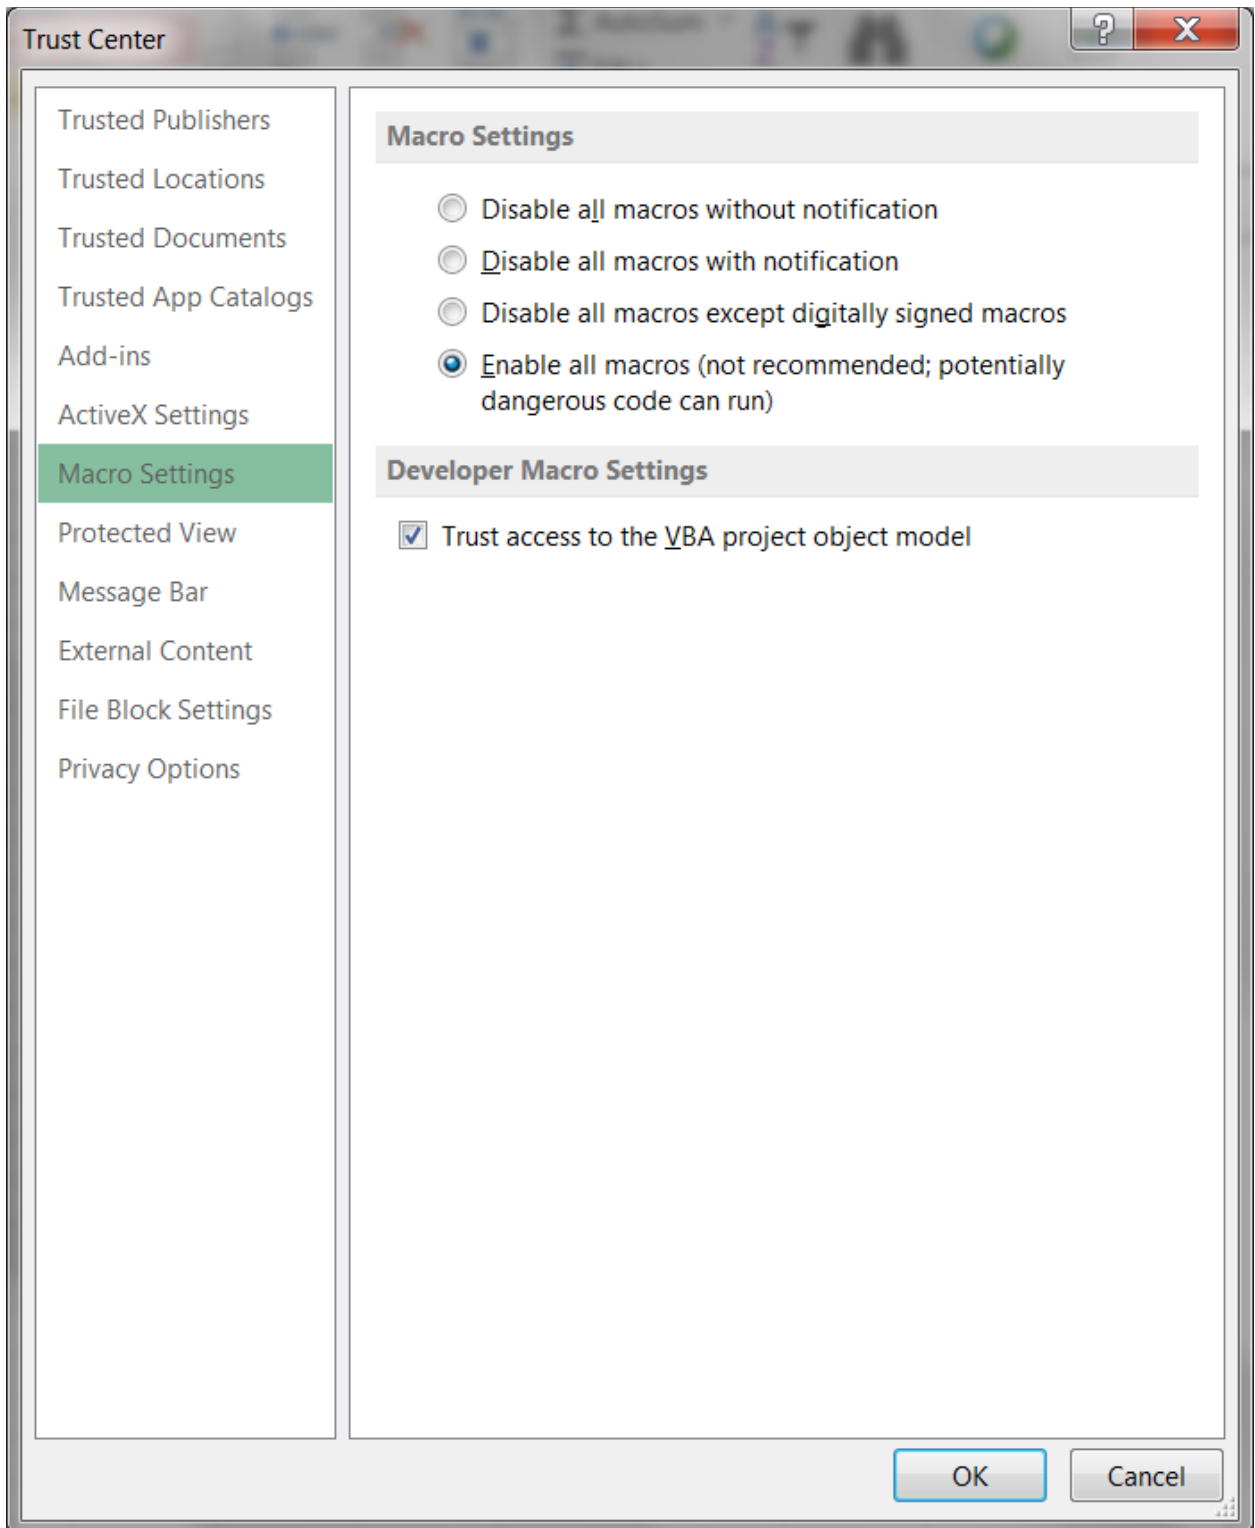 Trust Center
Trusted Publishers
Trusted Locations
Trusted Documents
Trusted App Catalogs
Add-ins
ActiveX Settings
Macro Settings
Protected View
Message Bar
External Content
File Block Settings
Privacy Options
Macro Settings
Disable all macros without notification
Disable all macros with notification
Disable all macros except digitally signed macros
Enable all macros (not recommended; potentially
dangerous code can run)
Developer Macro Settings
Trust access to the VBA project object model
OK
Cancel